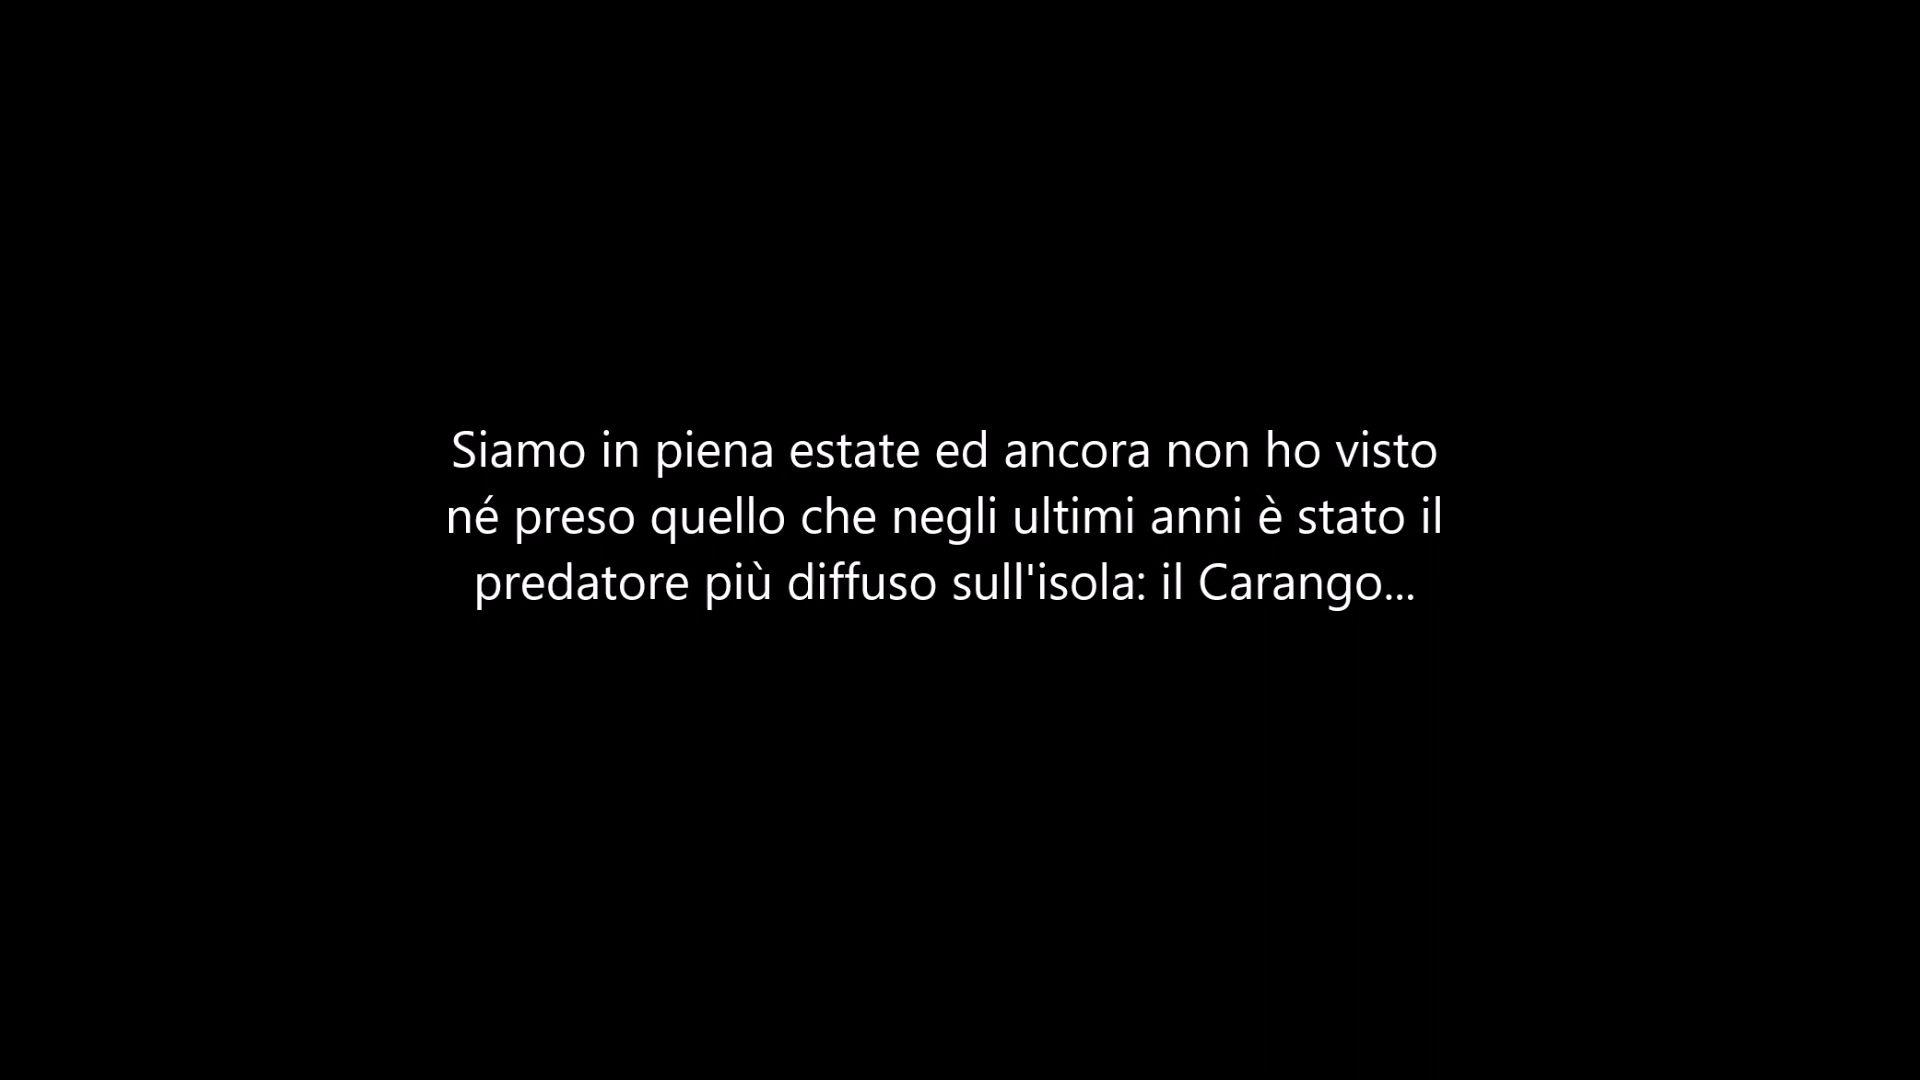 Siamo in piena estate ed ancora non ho visto
né preso quello che negli ultimi anni è stato il
predatore più diffuso sull'isola: il Carango...